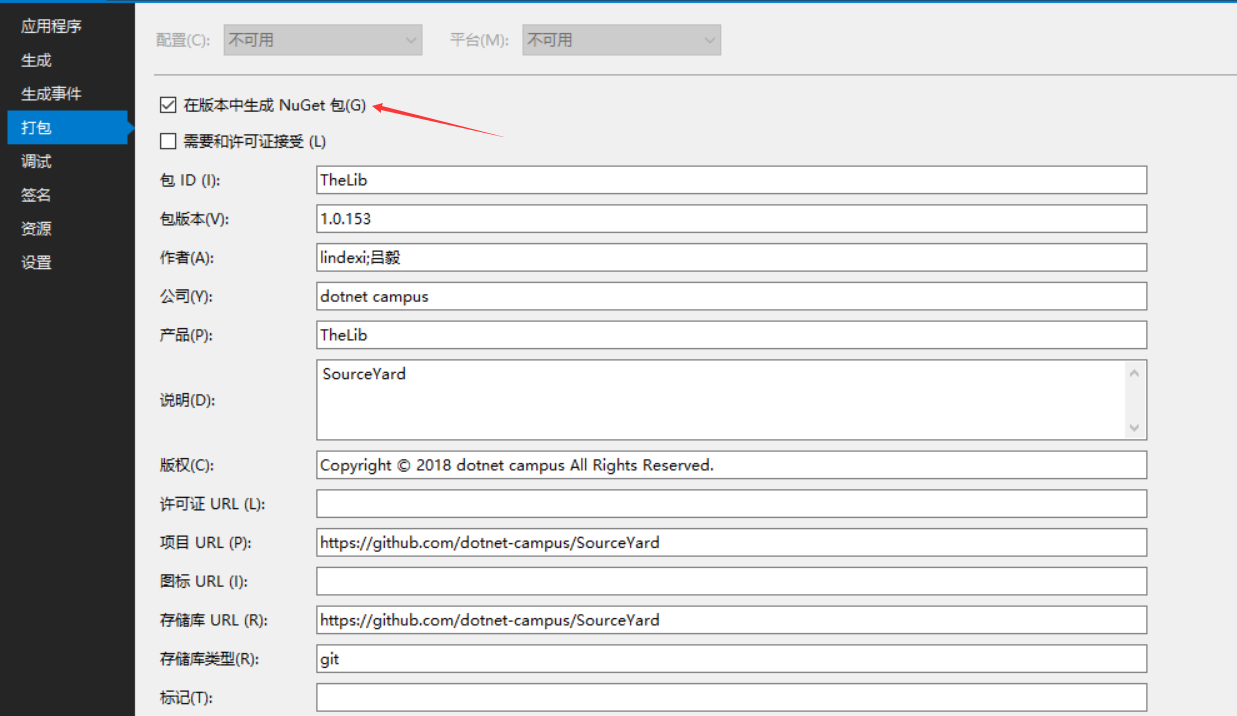 应用程序
生成
生成事件
打包
调试
签名
资源
设置
配置(C): 不可用 平台(M): 不可用
在版本中生成 NuGet 包(G)
需要和许可证接受 (L)
包 ID (I): TheLib
包版本(V): 1.0.153
作者(A): lindexi;吕毅
公司(Y): dotnet campus
产品(P): TheLib
说明(D): SourceYard
版权(C): Copyright © 2018 dotnet campus All Rights Reserved.
许可证 URL (L):
项目 URL (P): https://github.com/dotnet-campus/SourceYard
图标 URL (I):
存储库 URL (R): https://github.com/dotnet-campus/SourceYard
存储库类型(R): git
标记(T):